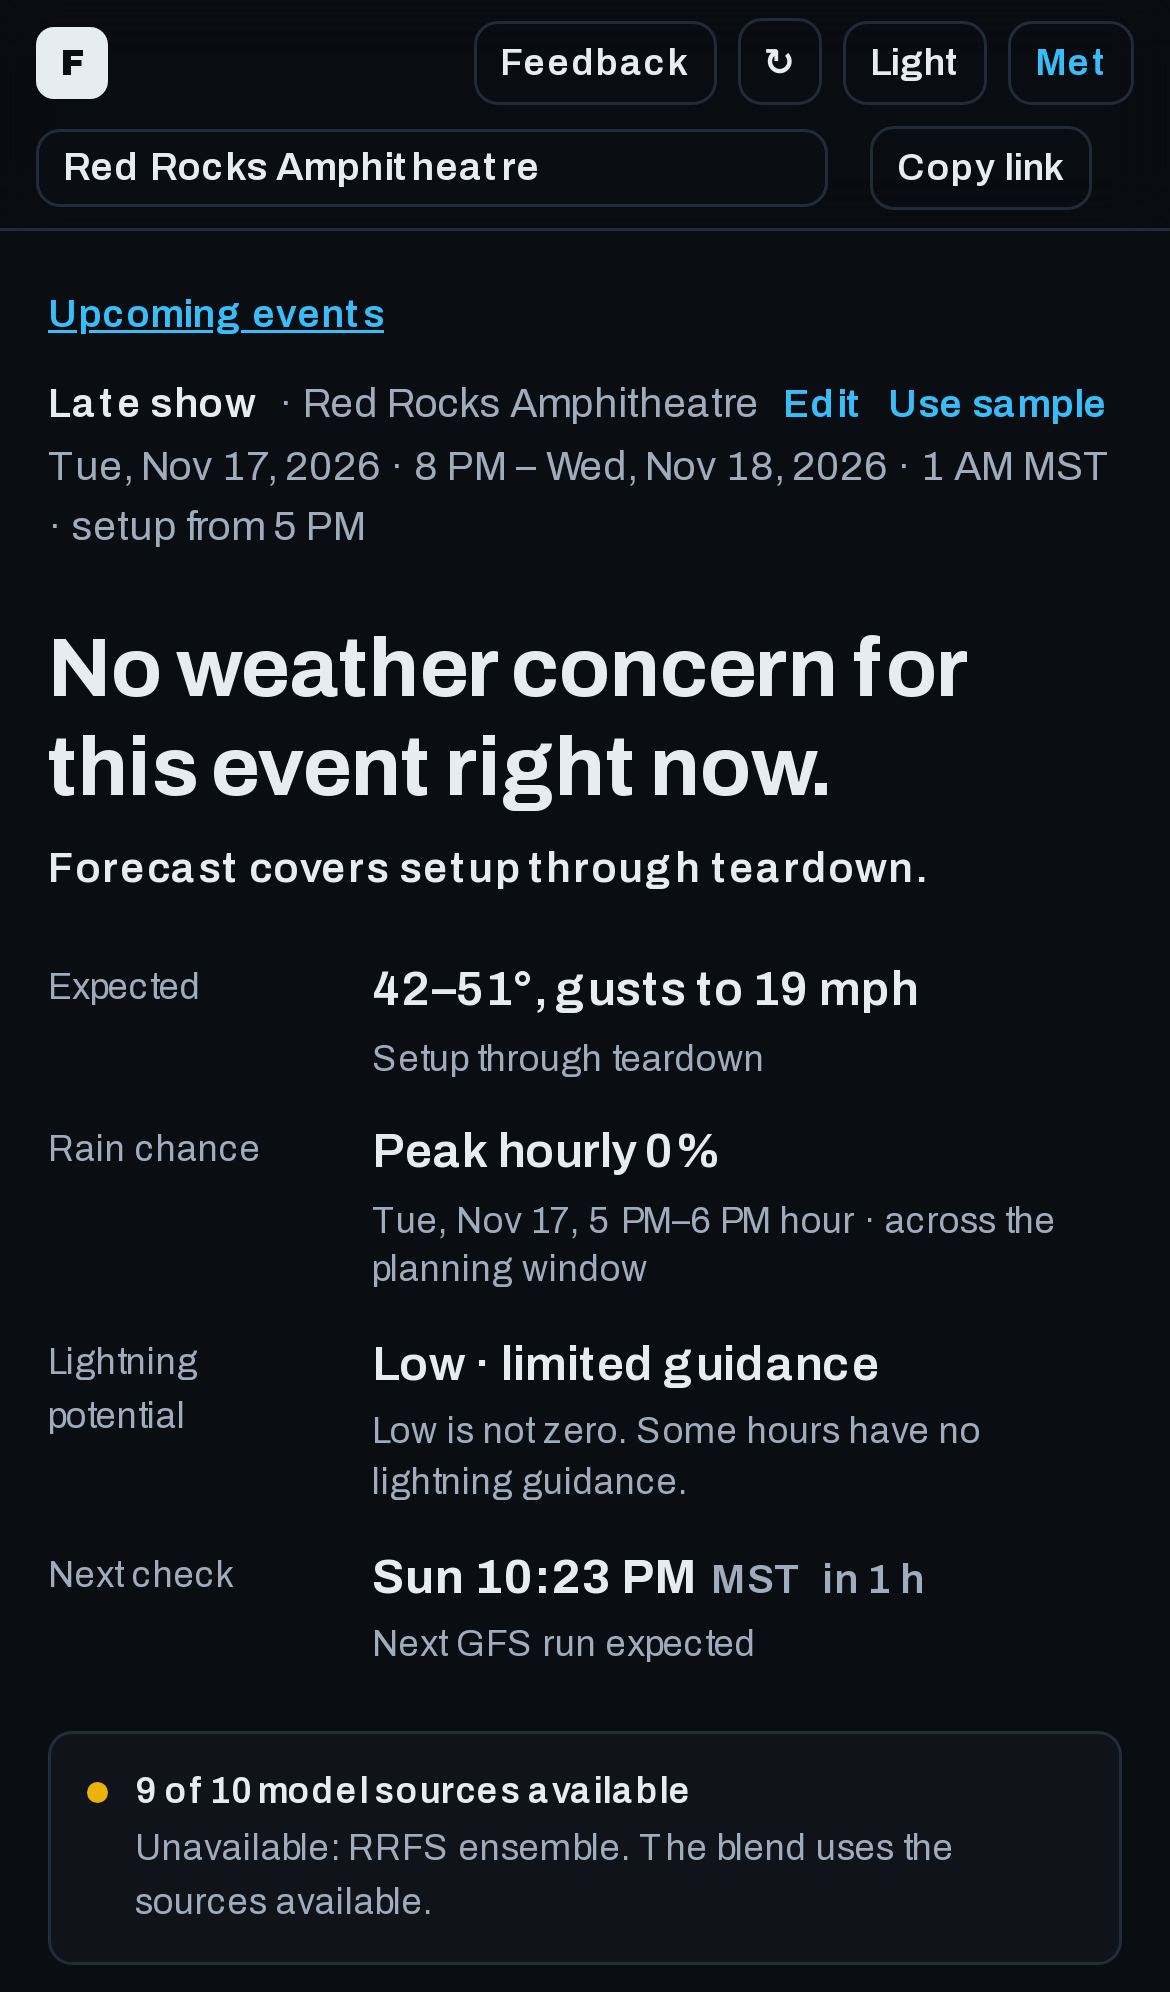 F
Feedback ↻ Light Met
Red Rocks Amphitheatre Copy link
Upcoming events
Late show · Red Rocks Amphitheatre Edit Use sample
Tue, Nov 17, 2026 · 8 PM – Wed, Nov 18, 2026 · 1 AM MST
· setup from 5 PM
No weather concern for
this event right now.
Forecast covers setup through teardown.
Expected 42–51°, gusts to 19 mph
Setup through teardown
Rain chance Peak hourly 0%
Tue, Nov 17, 5 PM–6 PM hour · across the
planning window
Lightning
potential
Low · limited guidance
Low is not zero. Some hours have no
lightning guidance.
Next check Sun 10:23 PM MST in 1 h
Next GFS run expected
9 of 10 model sources available
Unavailable: RRFS ensemble. The blend uses the
sources available.